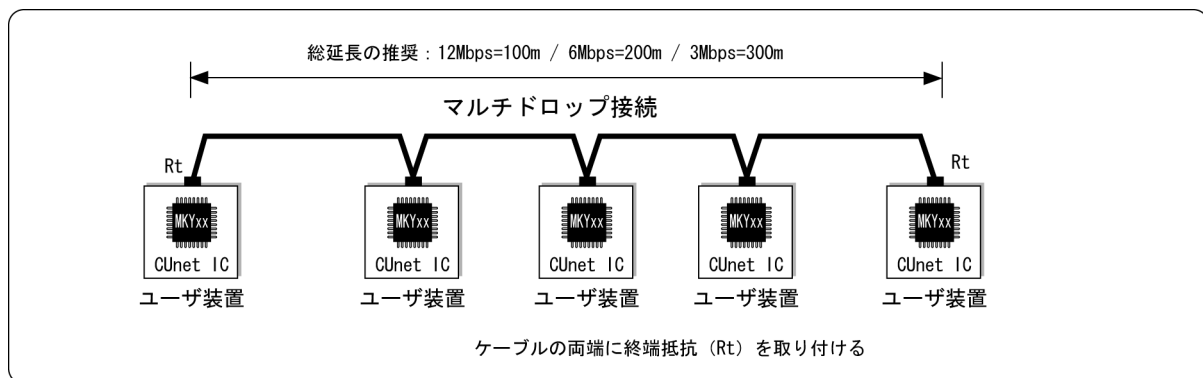 総延長の推奨：12Mbps=100m / 6Mbps=200m / 3Mbps=300m
マルチドロップ接続
Rt Rt
MKYxx MKYxx MKYxx MKYxx MKYxx
CUnet IC CUnet IC CUnet IC CUnet IC CUnet IC
ユーザ装置 ユーザ装置 ユーザ装置 ユーザ装置 ユーザ装置
ケーブルの両端に終端抵抗（Rt）を取り付ける